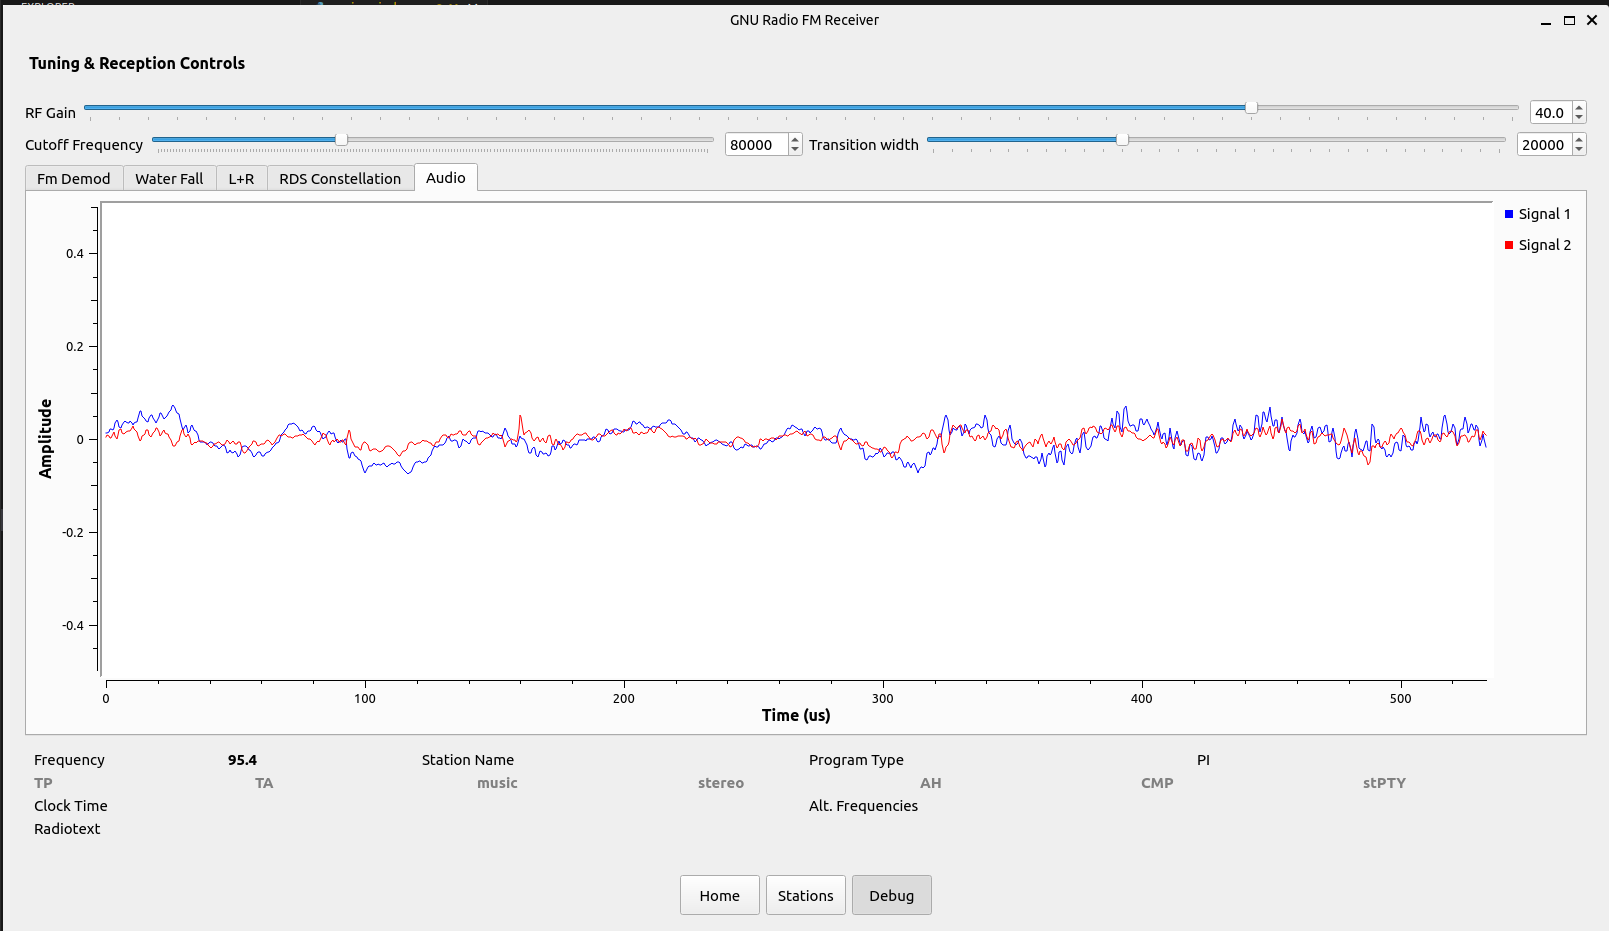 GNU Radio FM Receiver
Tuning & Reception Controls
RF Gain 40.0
Cutoff Frequency 80000 Transition width 20000
Fm Demod Water Fall L+R RDS Constellation Audio
Signal 1
Signal 2
0.4
0.2
0
-0.2
-0.4
Amplitude
0 100 200 300 400 500
Time (us)
Frequency 95.4 Station Name Program Type PI
TP TA music stereo AH CMP stPTY
Clock Time Alt. Frequencies
Radiotext
Home Stations Debug